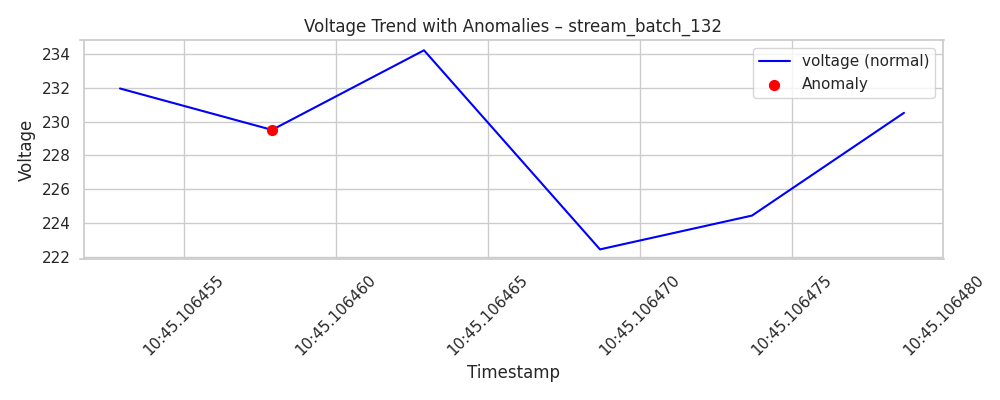 Voltage Trend with Anomalies – stream_batch_132
voltage (normal)
Anomaly
Voltage
234
232
230
228
226
224
222
10:45.106455
10:45.106460
10:45.106465
10:45.106470
10:45.106475
10:45.106480
Timestamp